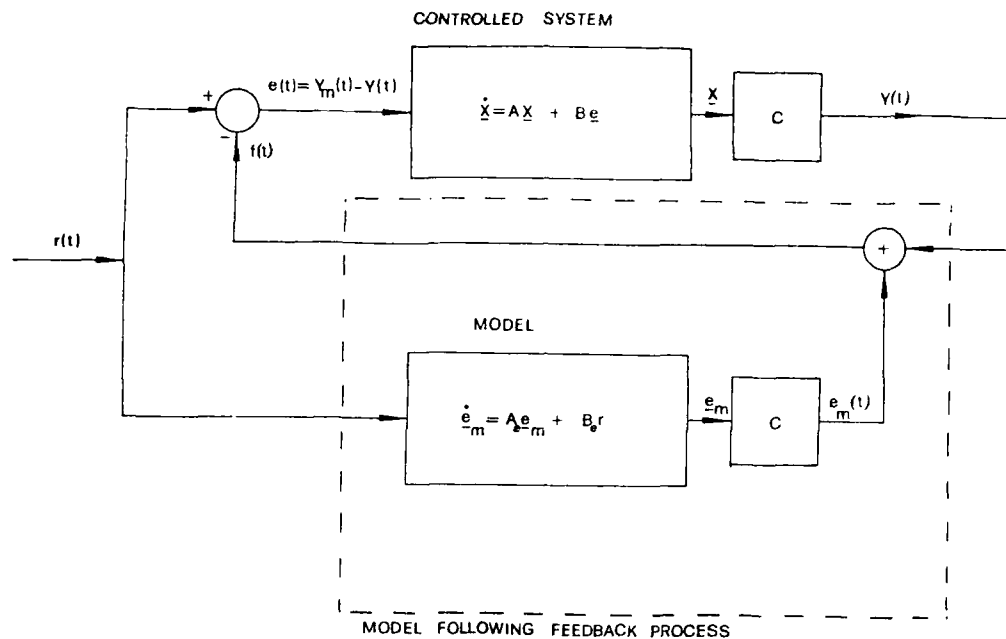 CONTROLLED SYSTEM
e(t)=Y_m(t)-Y(t)
+
-
f(t)
ẋ=Ax + Be
x
C
Y(t)
r(t)
+
MODEL
ė_m=A_e e_m + B_e r
e_m
C
e_m(t)
MODEL FOLLOWING FEEDBACK PROCESS